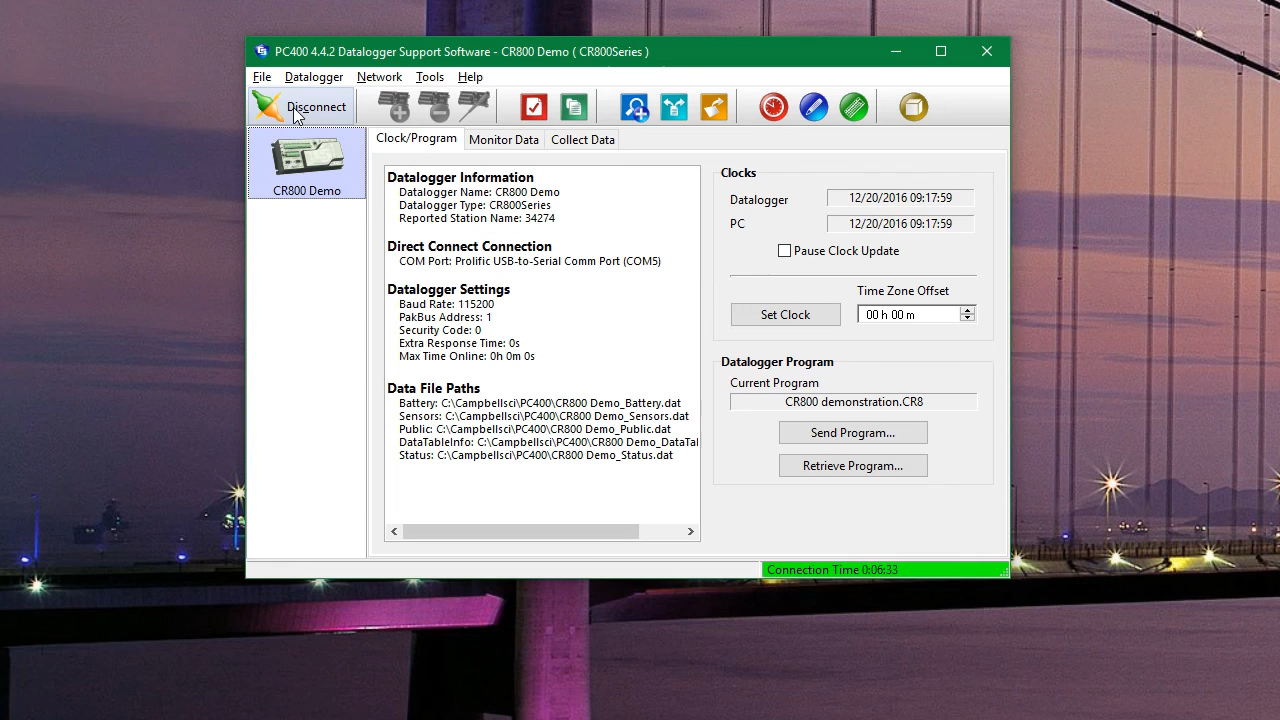 PC400 4.4.2 Datalogger Support Software - CR800 Demo ( CR800Series )
File Datalogger Network Tools Help
Disconnect
CR800 Demo
Clock/Program Monitor Data Collect Data
Datalogger Information
Datalogger Name: CR800 Demo
Datalogger Type: CR800Series
Reported Station Name: 34274
Direct Connect Connection
COM Port: Prolific USB-to-Serial Comm Port (COM5)
Datalogger Settings
Baud Rate: 115200
PakBus Address: 1
Security Code: 0
Extra Response Time: 0s
Max Time Online: 0h 0m 0s
Data File Paths
Battery: C:\Campbellsci\PC400\CR800 Demo_Battery.dat
Sensors: C:\Campbellsci\PC400\CR800 Demo_Sensors.dat
Public: C:\Campbellsci\PC400\CR800 Demo_Public.dat
DataTableInfo: C:\Campbellsci\PC400\CR800 Demo_DataTal
Status: C:\Campbellsci\PC400\CR800 Demo_Status.dat
Clocks
Datalogger 12/20/2016 09:17:59
PC 12/20/2016 09:17:59
Pause Clock Update
Time Zone Offset
Set Clock 00 h 00 m
Datalogger Program
Current Program
CR800 demonstration.CR8
Send Program...
Retrieve Program...
Connection Time 0:06:33